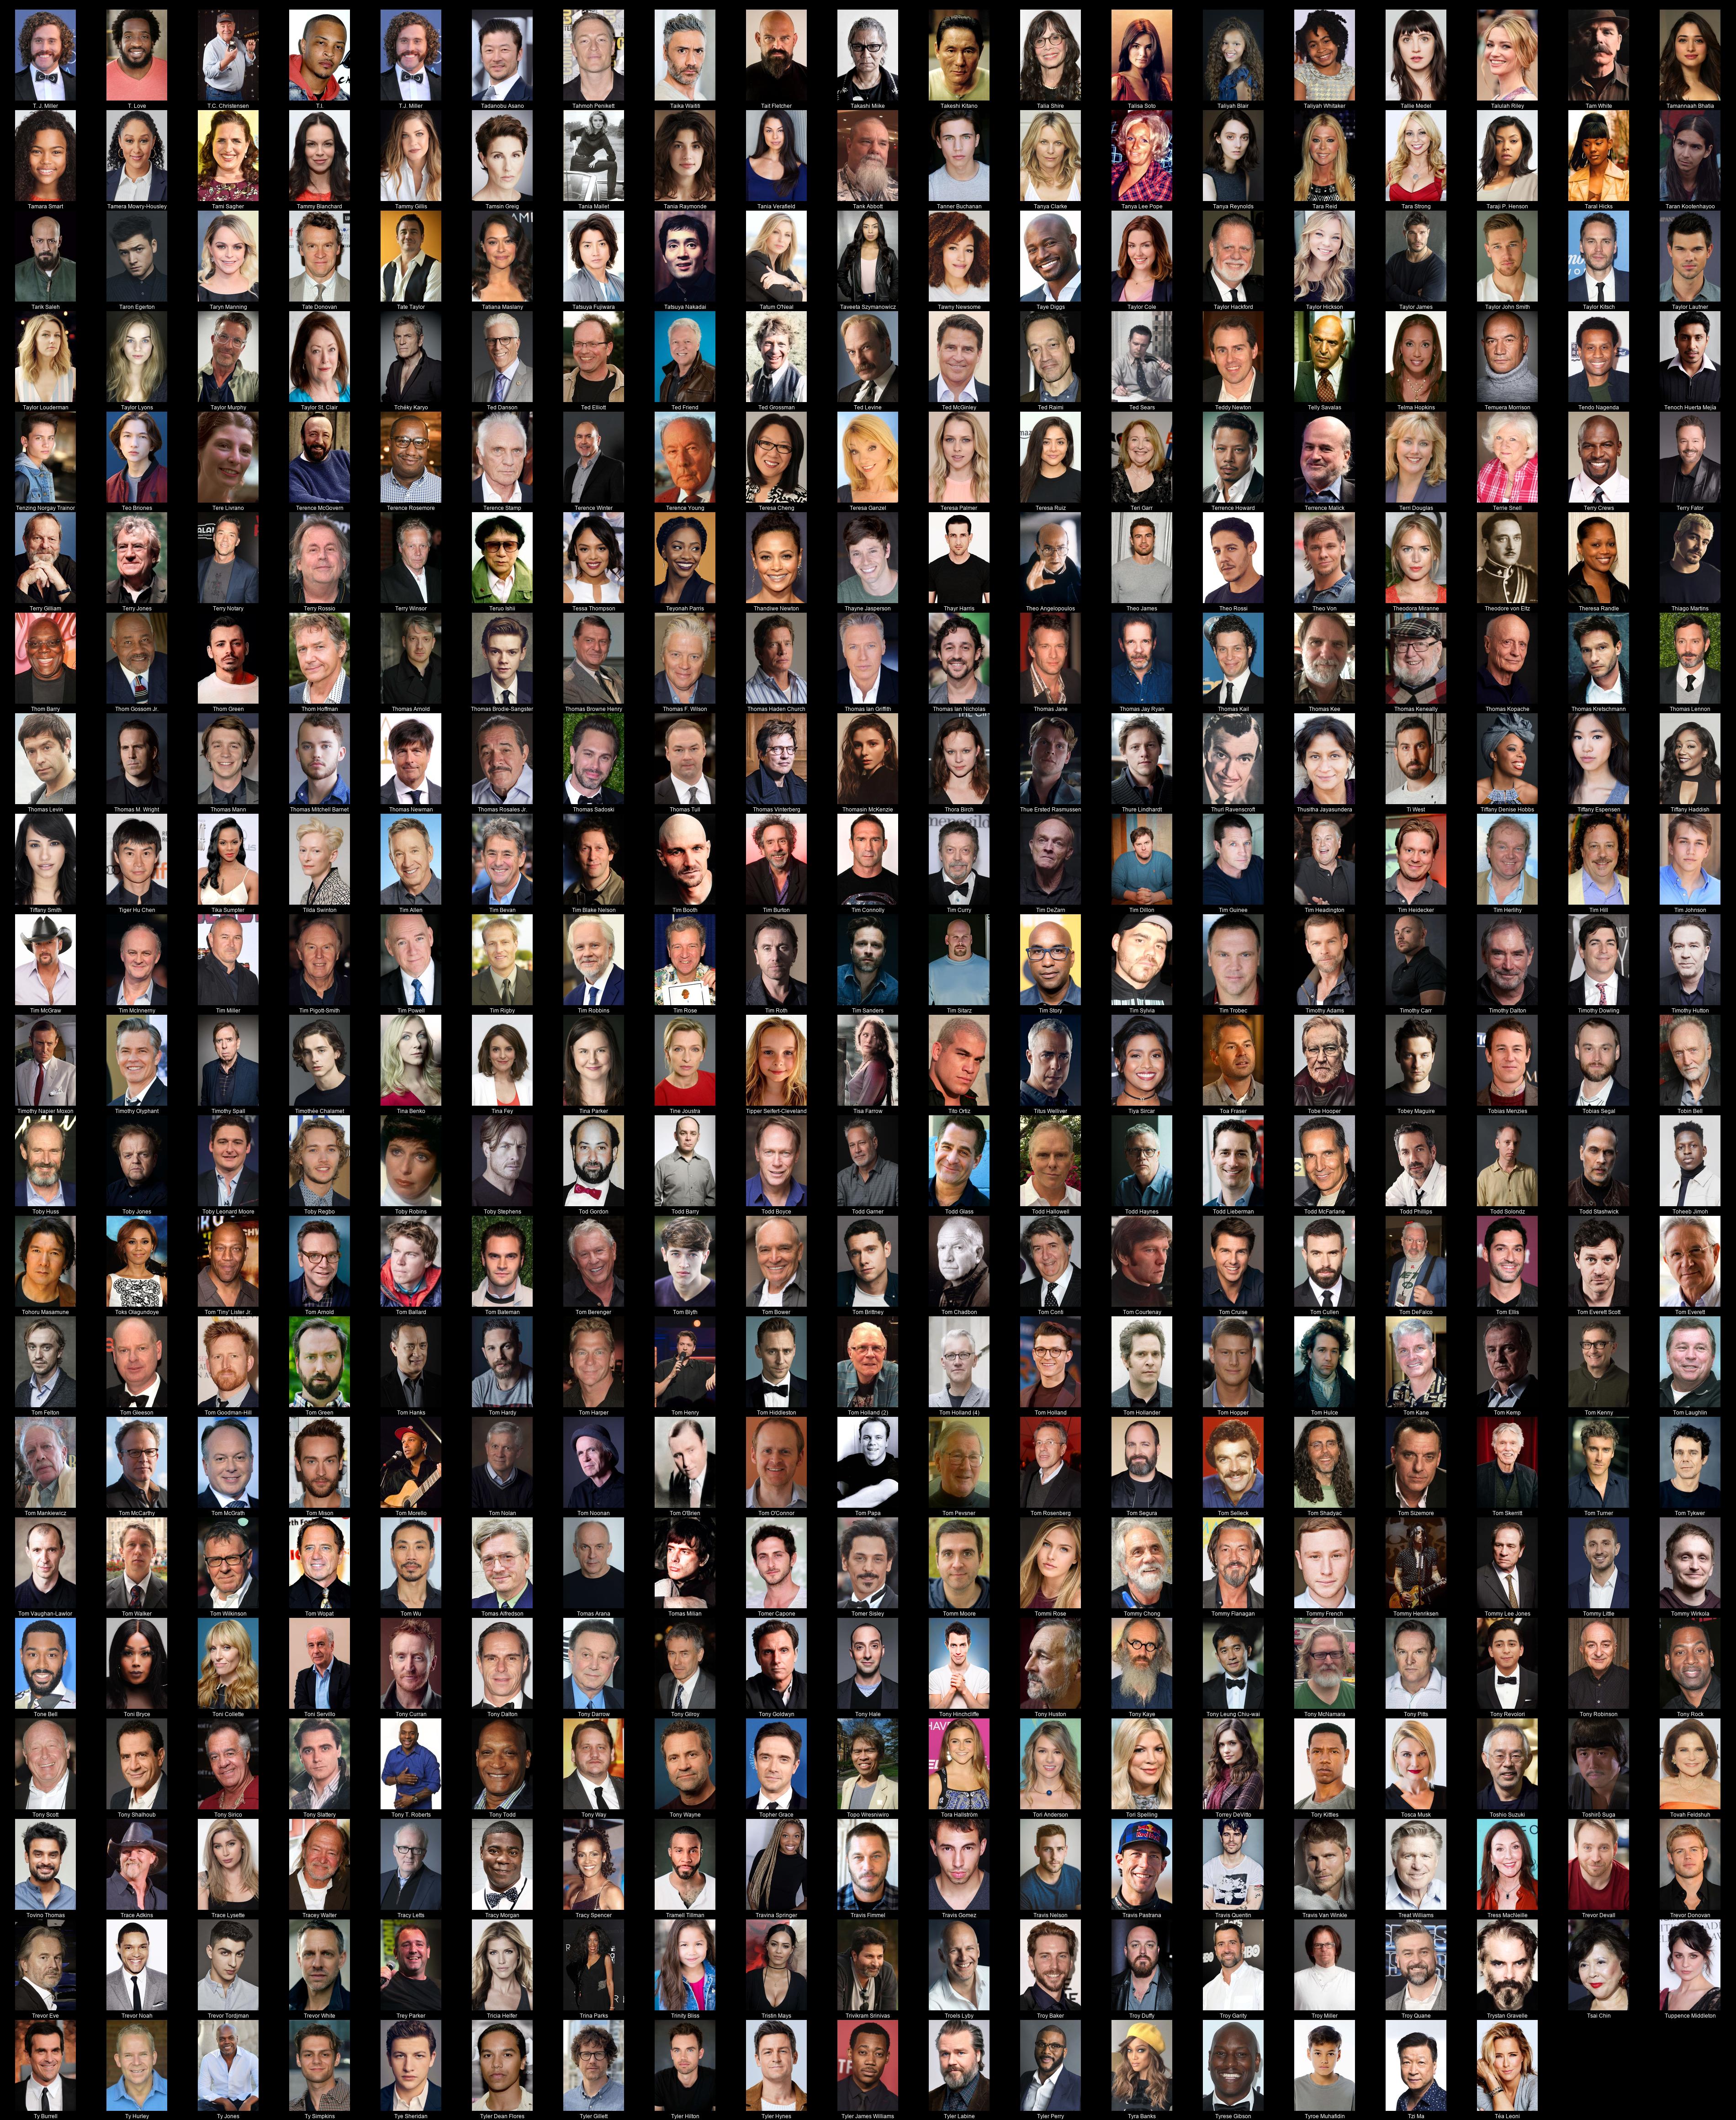 T. J. Miller T. Love T.C. Christensen T.I. T.J. Miller Tadanobu Asano Tahmoh Penikett Taika Waititi Tait Fletcher Takashi Miike Takeshi Kitano Talia Shire Talisa Soto Taliyah Blair Taliyah Whitaker Tallie Medel Talulah Riley Tam White Tamannaah Bhatia
Tamara Smart Tamera Mowry-Housley Tami Sagher Tammy Blanchard Tammy Gillis Tamsin Greig Tania Mallet Tania Raymonde Tania Verafield Tank Abbott Tanner Buchanan Tanya Clarke Tanya Lee Pope Tanya Reynolds Tara Reid Tara Strong Taraji P. Henson Taral Hicks Taran Kootenhayoo
Tarik Saleh Taron Egerton Taryn Manning Tate Donovan Tate Taylor Tatiana Maslany Tatsuya Fujiwara Tatsuya Nakadai Tatum O'Neal Taveeta Szymanowicz Tawny Newsome Taye Diggs Taylor Cole Taylor Hackford Taylor Hickson Taylor James Taylor John Smith Taylor Kitsch Taylor Lautner
Taylor Louderman Taylor Lyons Taylor Murphy Taylor St. Clair Tchéky Karyo Ted Danson Ted Elliott Ted Friend Ted Grossman Ted Levine Ted McGinley Ted Raimi Ted Sears Teddy Newton Telly Savalas Telma Hopkins Temuera Morrison Tendo Nagenda Tenoch Huerta Mejía
Tenzing Norgay Trainor Teo Briones Tere Livrano Terence McGovern Terence Rosemore Terence Stamp Terence Winter Terence Young Teresa Cheng Teresa Ganzel Teresa Palmer Teresa Ruiz Teri Garr Terrence Howard Terrence Malick Terri Douglas Terrie Snell Terry Crews Terry Fator
Terry Gilliam Terry Jones Terry Notary Terry Rossio Terry Winsor Teruo Ishii Tessa Thompson Teyonah Parris Thandiwe Newton Thayne Jasperson Thayr Harris Theo Angelopoulos Theo James Theo Rossi Theo Von Theodora Miranne Theodore von Eltz Theresa Randle Thiago Martins
Thom Barry Thom Gossom Jr. Thom Green Thom Hoffman Thomas Arnold Thomas Brodie-Sangster Thomas Browne Henry Thomas F. Wilson Thomas Haden Church Thomas Ian Griffith Thomas Ian Nicholas Thomas Jane Thomas Jay Ryan Thomas Kail Thomas Kee Thomas Keneally Thomas Kopache Thomas Kretschmann Thomas Lennon
Thomas Levin Thomas M. Wright Thomas Mann Thomas Mitchell Barnet Thomas Newman Thomas Rosales Jr. Thomas Sadoski Thomas Tull Thomas Vinterberg Thomasin McKenzie Thora Birch Thue Ersted Rasmussen Thure Lindhardt Thurl Ravenscroft Thusitha Jayasundera Ti West Tiffany Denise Hobbs Tiffany Espensen Tiffany Haddish
Tiffany Smith Tiger Hu Chen Tika Sumpter Tilda Swinton Tim Allen Tim Bevan Tim Blake Nelson Tim Booth Tim Burton Tim Connolly Tim Curry Tim DeZarn Tim Dillon Tim Guinee Tim Headington Tim Heidecker Tim Herlihy Tim Hill Tim Johnson
Tim McGraw Tim McInnerny Tim Miller Tim Pigott-Smith Tim Powell Tim Rigby Tim Robbins Tim Rose Tim Roth Tim Sanders Tim Sitarz Tim Story Tim Sylvia Tim Trobec Timothy Adams Timothy Carr Timothy Dalton Timothy Dowling Timothy Hutton
Timothy Napier Moxon Timothy Olyphant Timothy Spall Timothée Chalamet Tina Benko Tina Fey Tina Parker Tine Joustra Tipper Seifert-Cleveland Tisa Farrow Tito Ortiz Titus Welliver Tiya Sircar Toa Fraser Tobe Hooper Tobey Maguire Tobias Menzies Tobias Segal Tobin Bell
Toby Huss Toby Jones Toby Leonard Moore Toby Regbo Toby Robins Toby Stephens Tod Gordon Todd Barry Todd Boyce Todd Garner Todd Glass Todd Hallowell Todd Haynes Todd Lieberman Todd McFarlane Todd Phillips Todd Solondz Todd Stashwick Toheeb Jimoh
Tohoru Masamune Toks Olagundoye Tom 'Tiny' Lister Jr. Tom Arnold Tom Ballard Tom Bateman Tom Berenger Tom Blyth Tom Bower Tom Brittney Tom Chadbon Tom Conti Tom Courtenay Tom Cruise Tom Cullen Tom DeFalco Tom Ellis Tom Everett Scott Tom Everett
Tom Felton Tom Gleeson Tom Goodman-Hill Tom Green Tom Hanks Tom Hardy Tom Harper Tom Henry Tom Hiddleston Tom Holland (2) Tom Holland (4) Tom Holland Tom Hollander Tom Hopper Tom Hulce Tom Kane Tom Kemp Tom Kenny Tom Laughlin
Tom Mankiewicz Tom McCarthy Tom McGrath Tom Mison Tom Morello Tom Nolan Tom Noonan Tom O'Brien Tom O'Connor Tom Papa Tom Pevsner Tom Rosenberg Tom Segura Tom Selleck Tom Shadyac Tom Sizemore Tom Skerritt Tom Turner Tom Tykwer
Tom Vaughan-Lawlor Tom Walker Tom Wilkinson Tom Wopat Tom Wu Tomas Alfredson Tomas Arana Tomas Milian Tomer Capone Tomer Sisley Tomm Moore Tommi Rose Tommy Chong Tommy Flanagan Tommy French Tommy Henriksen Tommy Lee Jones Tommy Little Tommy Wirkola
Tone Bell Toni Bryce Toni Collette Toni Servillo Tony Curran Tony Dalton Tony Darrow Tony Gilroy Tony Goldwyn Tony Hale Tony Hinchcliffe Tony Huston Tony Kaye Tony Leung Chiu-wai Tony McNamara Tony Pitts Tony Revolori Tony Robinson Tony Rock
Tony Scott Tony Shalhoub Tony Sirico Tony Slattery Tony T. Roberts Tony Todd Tony Way Tony Wayne Topher Grace Topo Wresniwiro Tora Hallström Tori Anderson Tori Spelling Torrey DeVitto Tory Kittles Tosca Musk Toshio Suzuki Toshirô Suga Tovah Feldshuh
Tovino Thomas Trace Adkins Trace Lysette Tracey Walter Tracy Letts Tracy Morgan Tracy Spencer Tramell Tillman Travina Springer Travis Fimmel Travis Gomez Travis Nelson Travis Pastrana Travis Quentin Travis Van Winkle Treat Williams Tress MacNeille Trevor Devall Trevor Donovan
Trevor Eve Trevor Noah Trevor Tordjman Trevor White Trey Parker Tricia Helfer Trina Parks Trinity Bliss Tristin Mays Trivikram Srinivas Troels Lyby Troy Baker Troy Duffy Troy Garity Troy Miller Troy Quane Trystan Gravelle Tsai Chin Tuppence Middleton
Ty Burrell Ty Hurley Ty Jones Ty Simpkins Tye Sheridan Tyler Dean Flores Tyler Gillett Tyler Hilton Tyler Hynes Tyler James Williams Tyler Labine Tyler Perry Tyra Banks Tyrese Gibson Tyroe Muhafidin Tzi Ma Téa Leoni